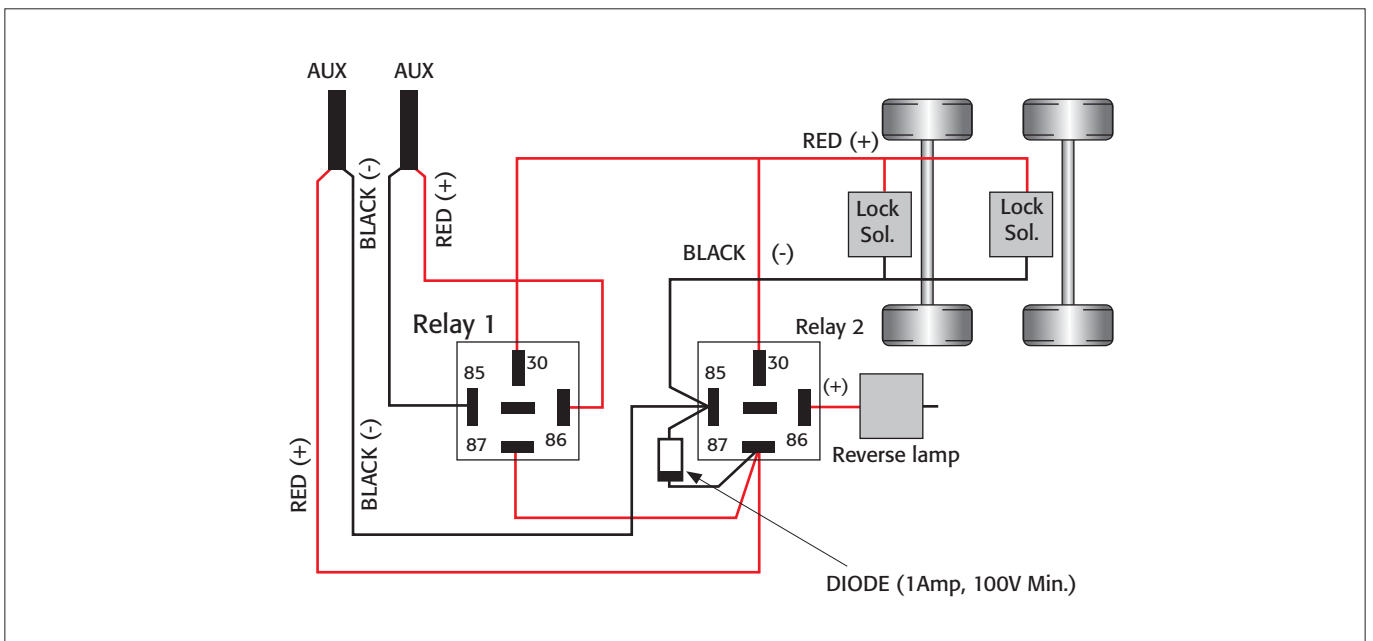 AUX
AUX
RED (+)
BLACK (-)
RED (+)
Lock
Sol.
Lock
Sol.
BLACK (-)
Relay 1
Relay 2
30
85
87
86
30
85
87
86
(+)
Reverse lamp
RED (+)
BLACK (-)
DIODE (1Amp, 100V Min.)